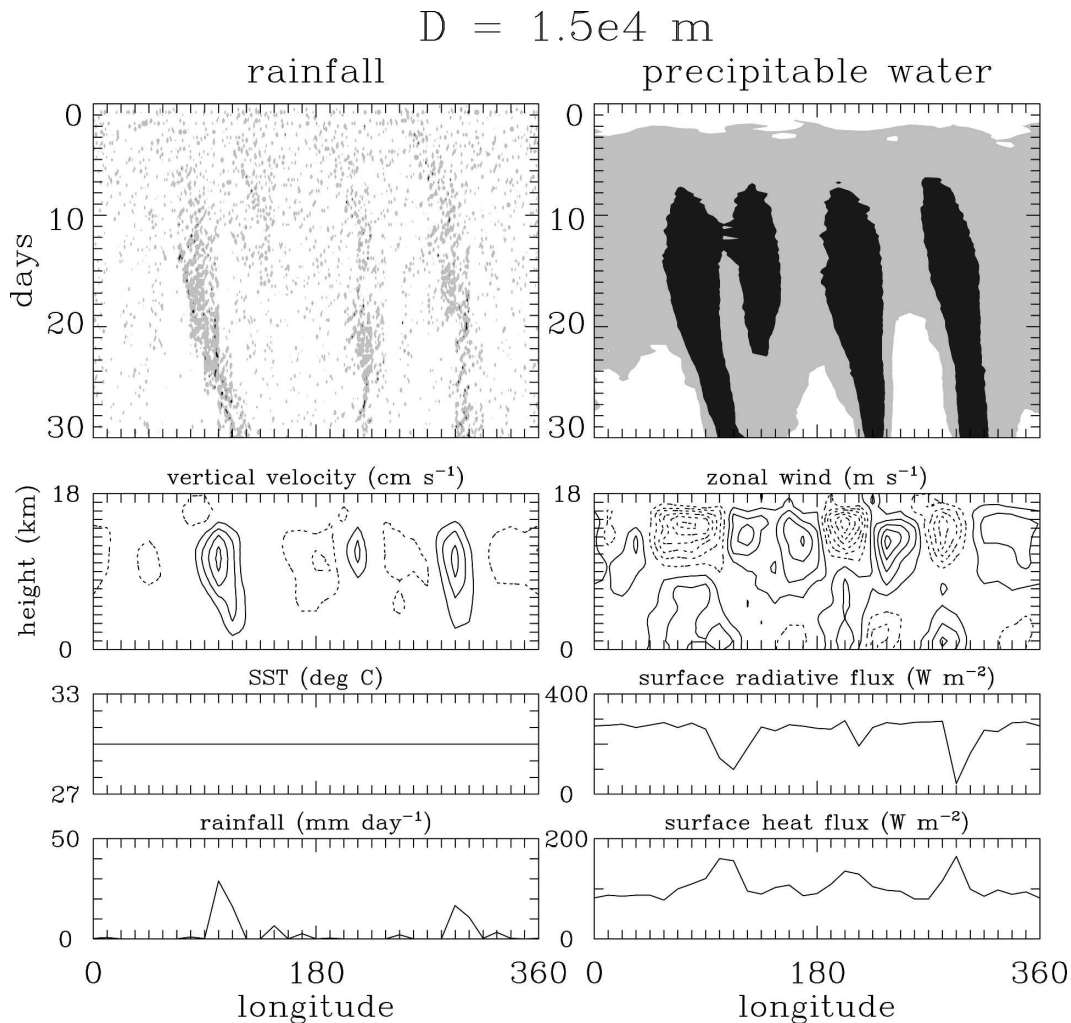 D = 1.5e4 m
rainfall
precipitable water
0
10
20
30
days
0
10
20
30
vertical velocity (cm s⁻¹)
zonal wind (m s⁻¹)
18
0
height (km)
18
0
SST (deg C)
surface radiative flux (W m⁻²)
33
27
400
0
rainfall (mm day⁻¹)
surface heat flux (W m⁻²)
50
0
200
0
0 180 360
longitude
0 180 360
longitude